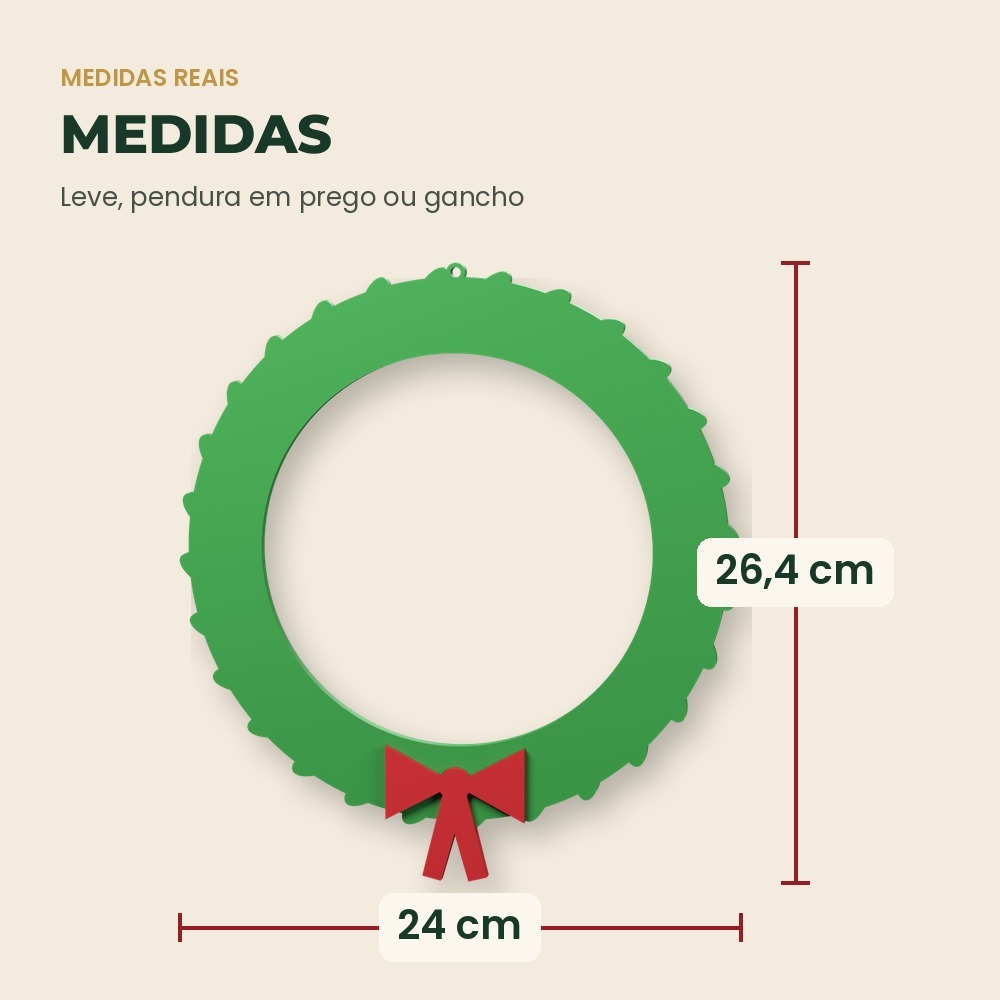 MEDIDAS REAIS
MEDIDAS
Leve, pendura em prego ou gancho
26,4 cm
24 cm